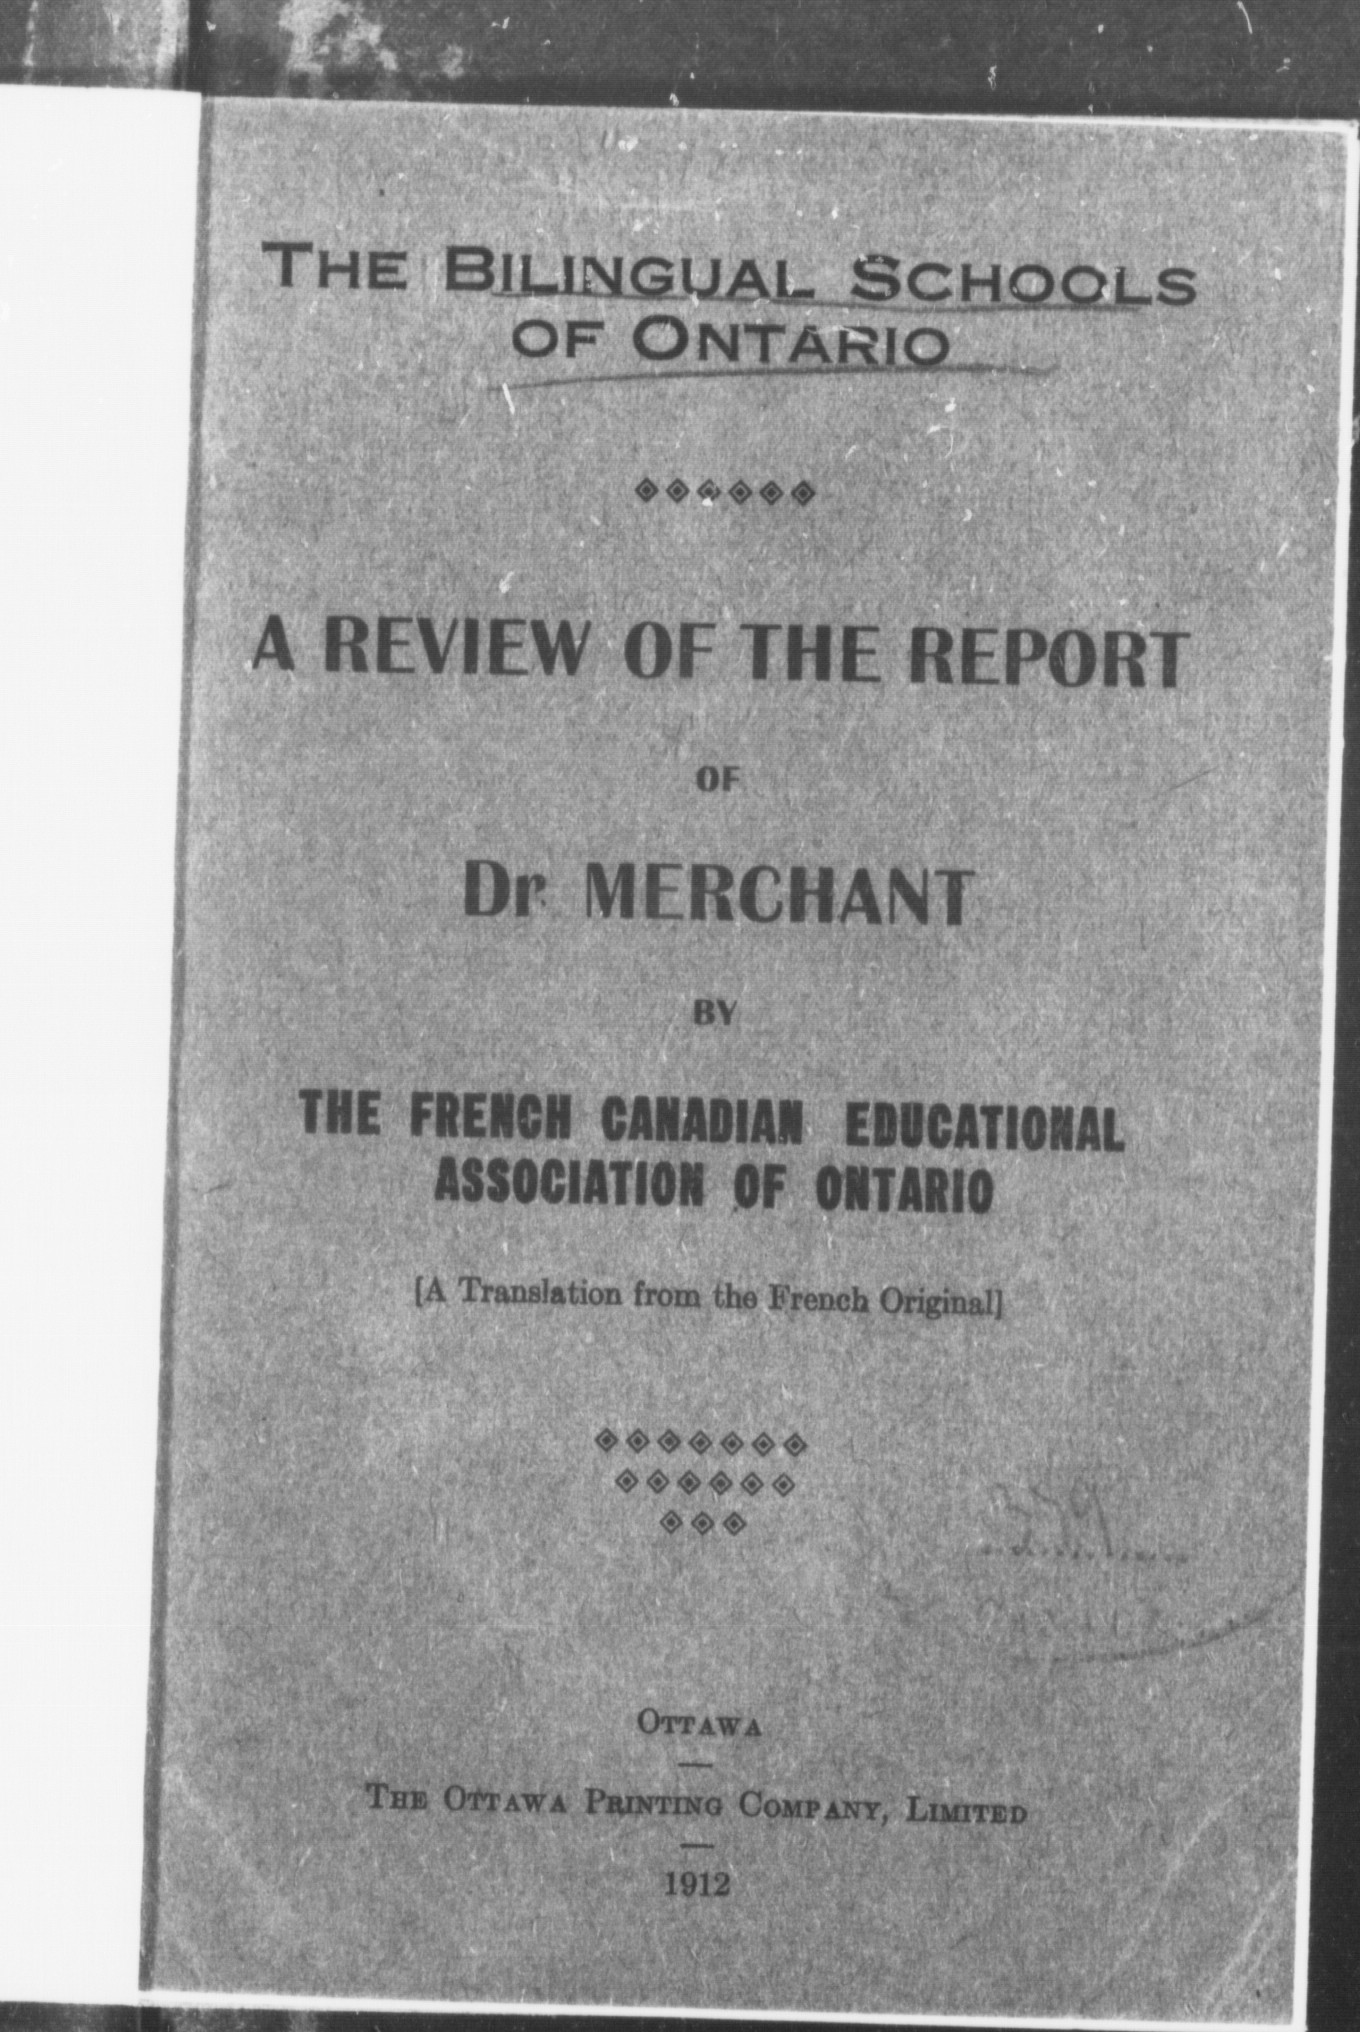 THE BILINGUAL SCHOOLS
OF ONTARIO
A REVIEW OF THE REPORT
OF
Dr. MERCHANT
BY
THE FRENCH CANADIAN EDUCATIONAL
ASSOCIATION OF ONTARIO
[A Translation from the French Original]
OTTAWA
THE OTTAWA PRINTING COMPANY, LIMITED
1912